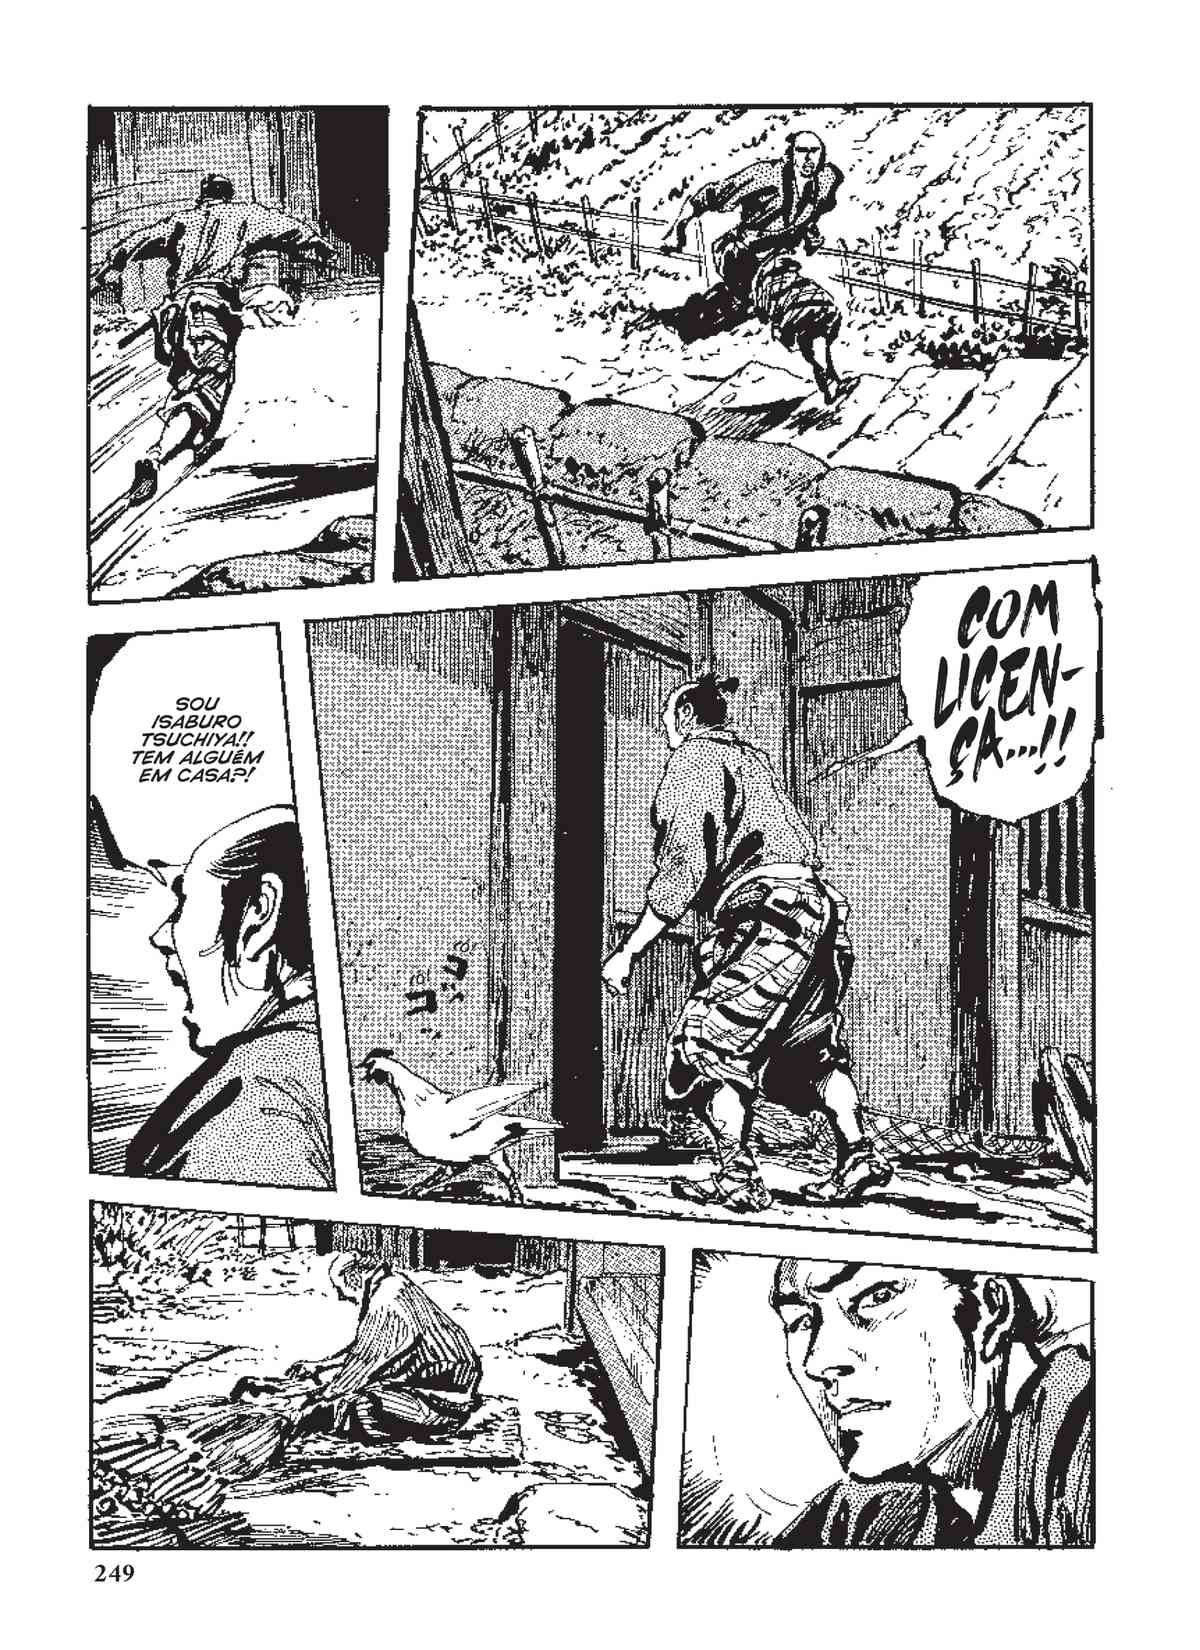 COM
LICEN-
ÇA...!!
SOU
ISABURO
TSUCHIYA!!
TEM ALGUÉM
EM CASA?!
249